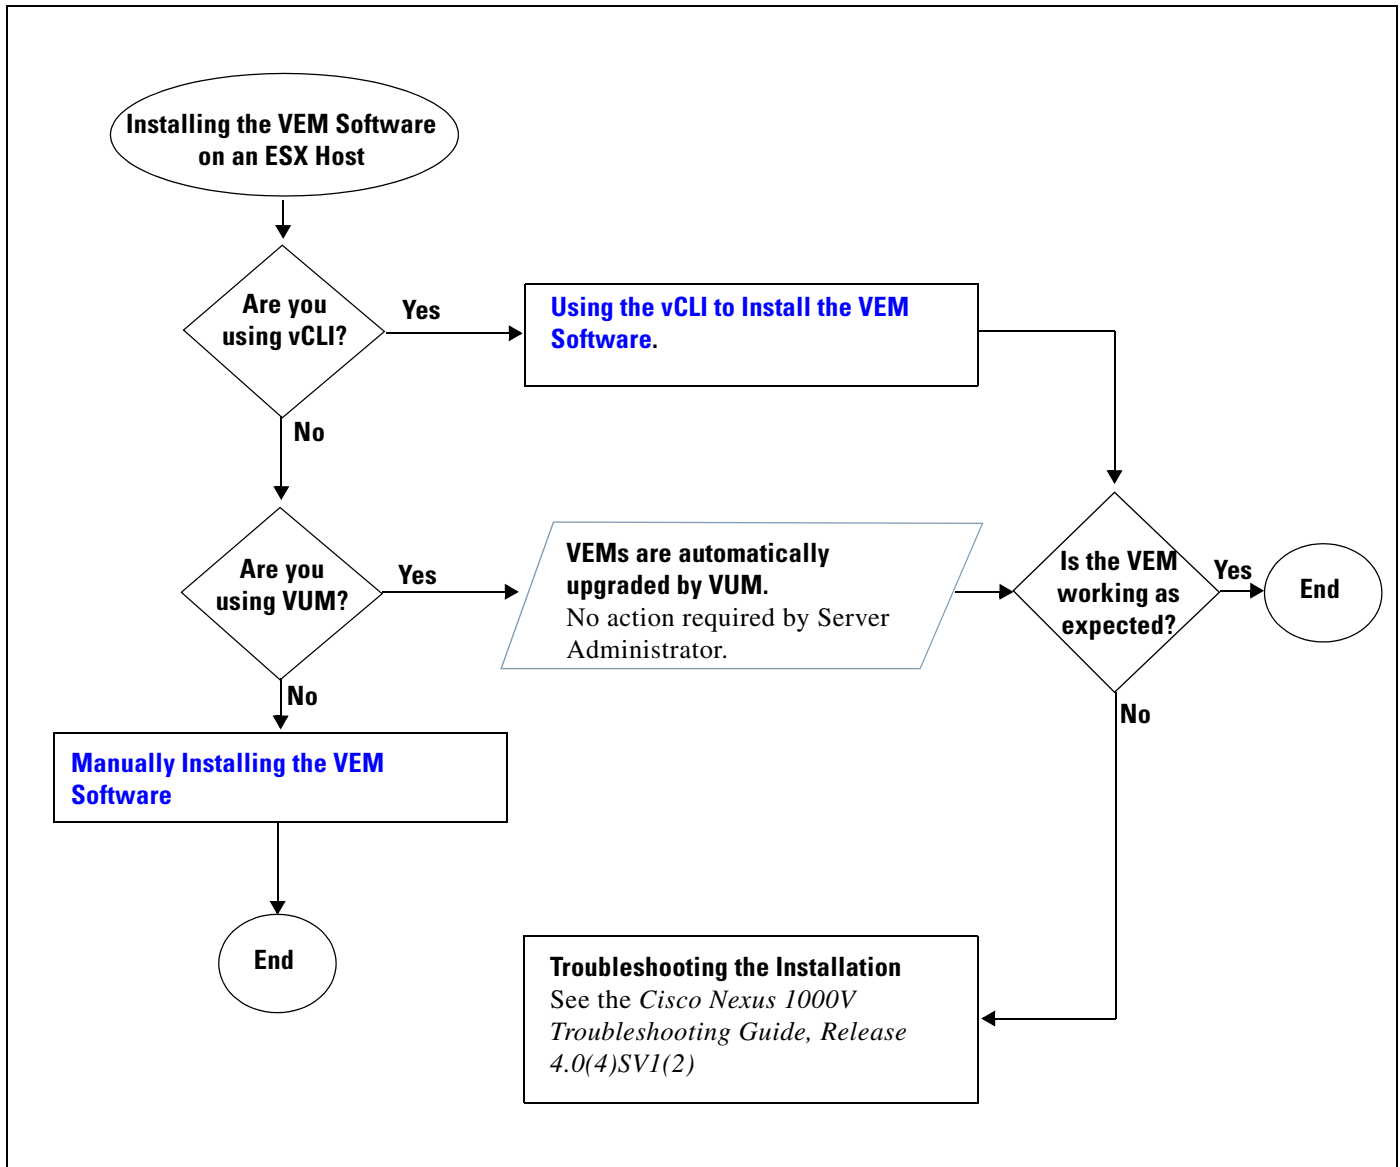 Installing the VEM Software
on an ESX Host
Are you
using vCLI?
Yes
Using the vCLI to Install the VEM
Software.
No
Are you
using VUM?
Yes
VEMs are automatically
upgraded by VUM.
No action required by Server
Administrator.
Is the VEM
working as
expected?
Yes
End
No
Manually Installing the VEM
Software
No
End
Troubleshooting the Installation
See the Cisco Nexus 1000V
Troubleshooting Guide, Release
4.0(4)SV1(2)